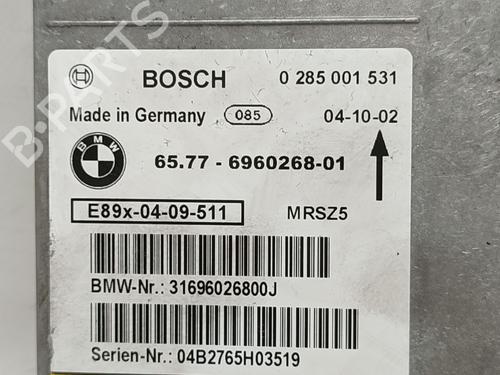 BOSCH 0 285 001 531
Made in Germany 085 04-10-02
BMW 65.77 - 6960268-01
E89x-04-09-511 MRSZ5
BMW-Nr.: 31696026800J
Serien-Nr.: 04B2765H03519
B-PARTS